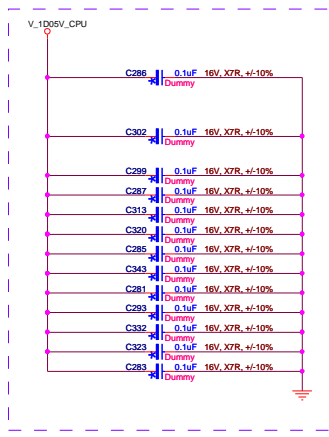 V_1D05V_CPU
C286 0.1uF 16V, X7R, +/-10%
Dummy
C302 0.1uF 16V, X7R, +/-10%
Dummy
C299 0.1uF 16V, X7R, +/-10%
Dummy
C287 0.1uF 16V, X7R, +/-10%
Dummy
C313 0.1uF 16V, X7R, +/-10%
Dummy
C320 0.1uF 16V, X7R, +/-10%
Dummy
C285 0.1uF 16V, X7R, +/-10%
Dummy
C343 0.1uF 16V, X7R, +/-10%
Dummy
C281 0.1uF 16V, X7R, +/-10%
Dummy
C293 0.1uF 16V, X7R, +/-10%
Dummy
C332 0.1uF 16V, X7R, +/-10%
Dummy
C323 0.1uF 16V, X7R, +/-10%
Dummy
C283 0.1uF 16V, X7R, +/-10%
Dummy